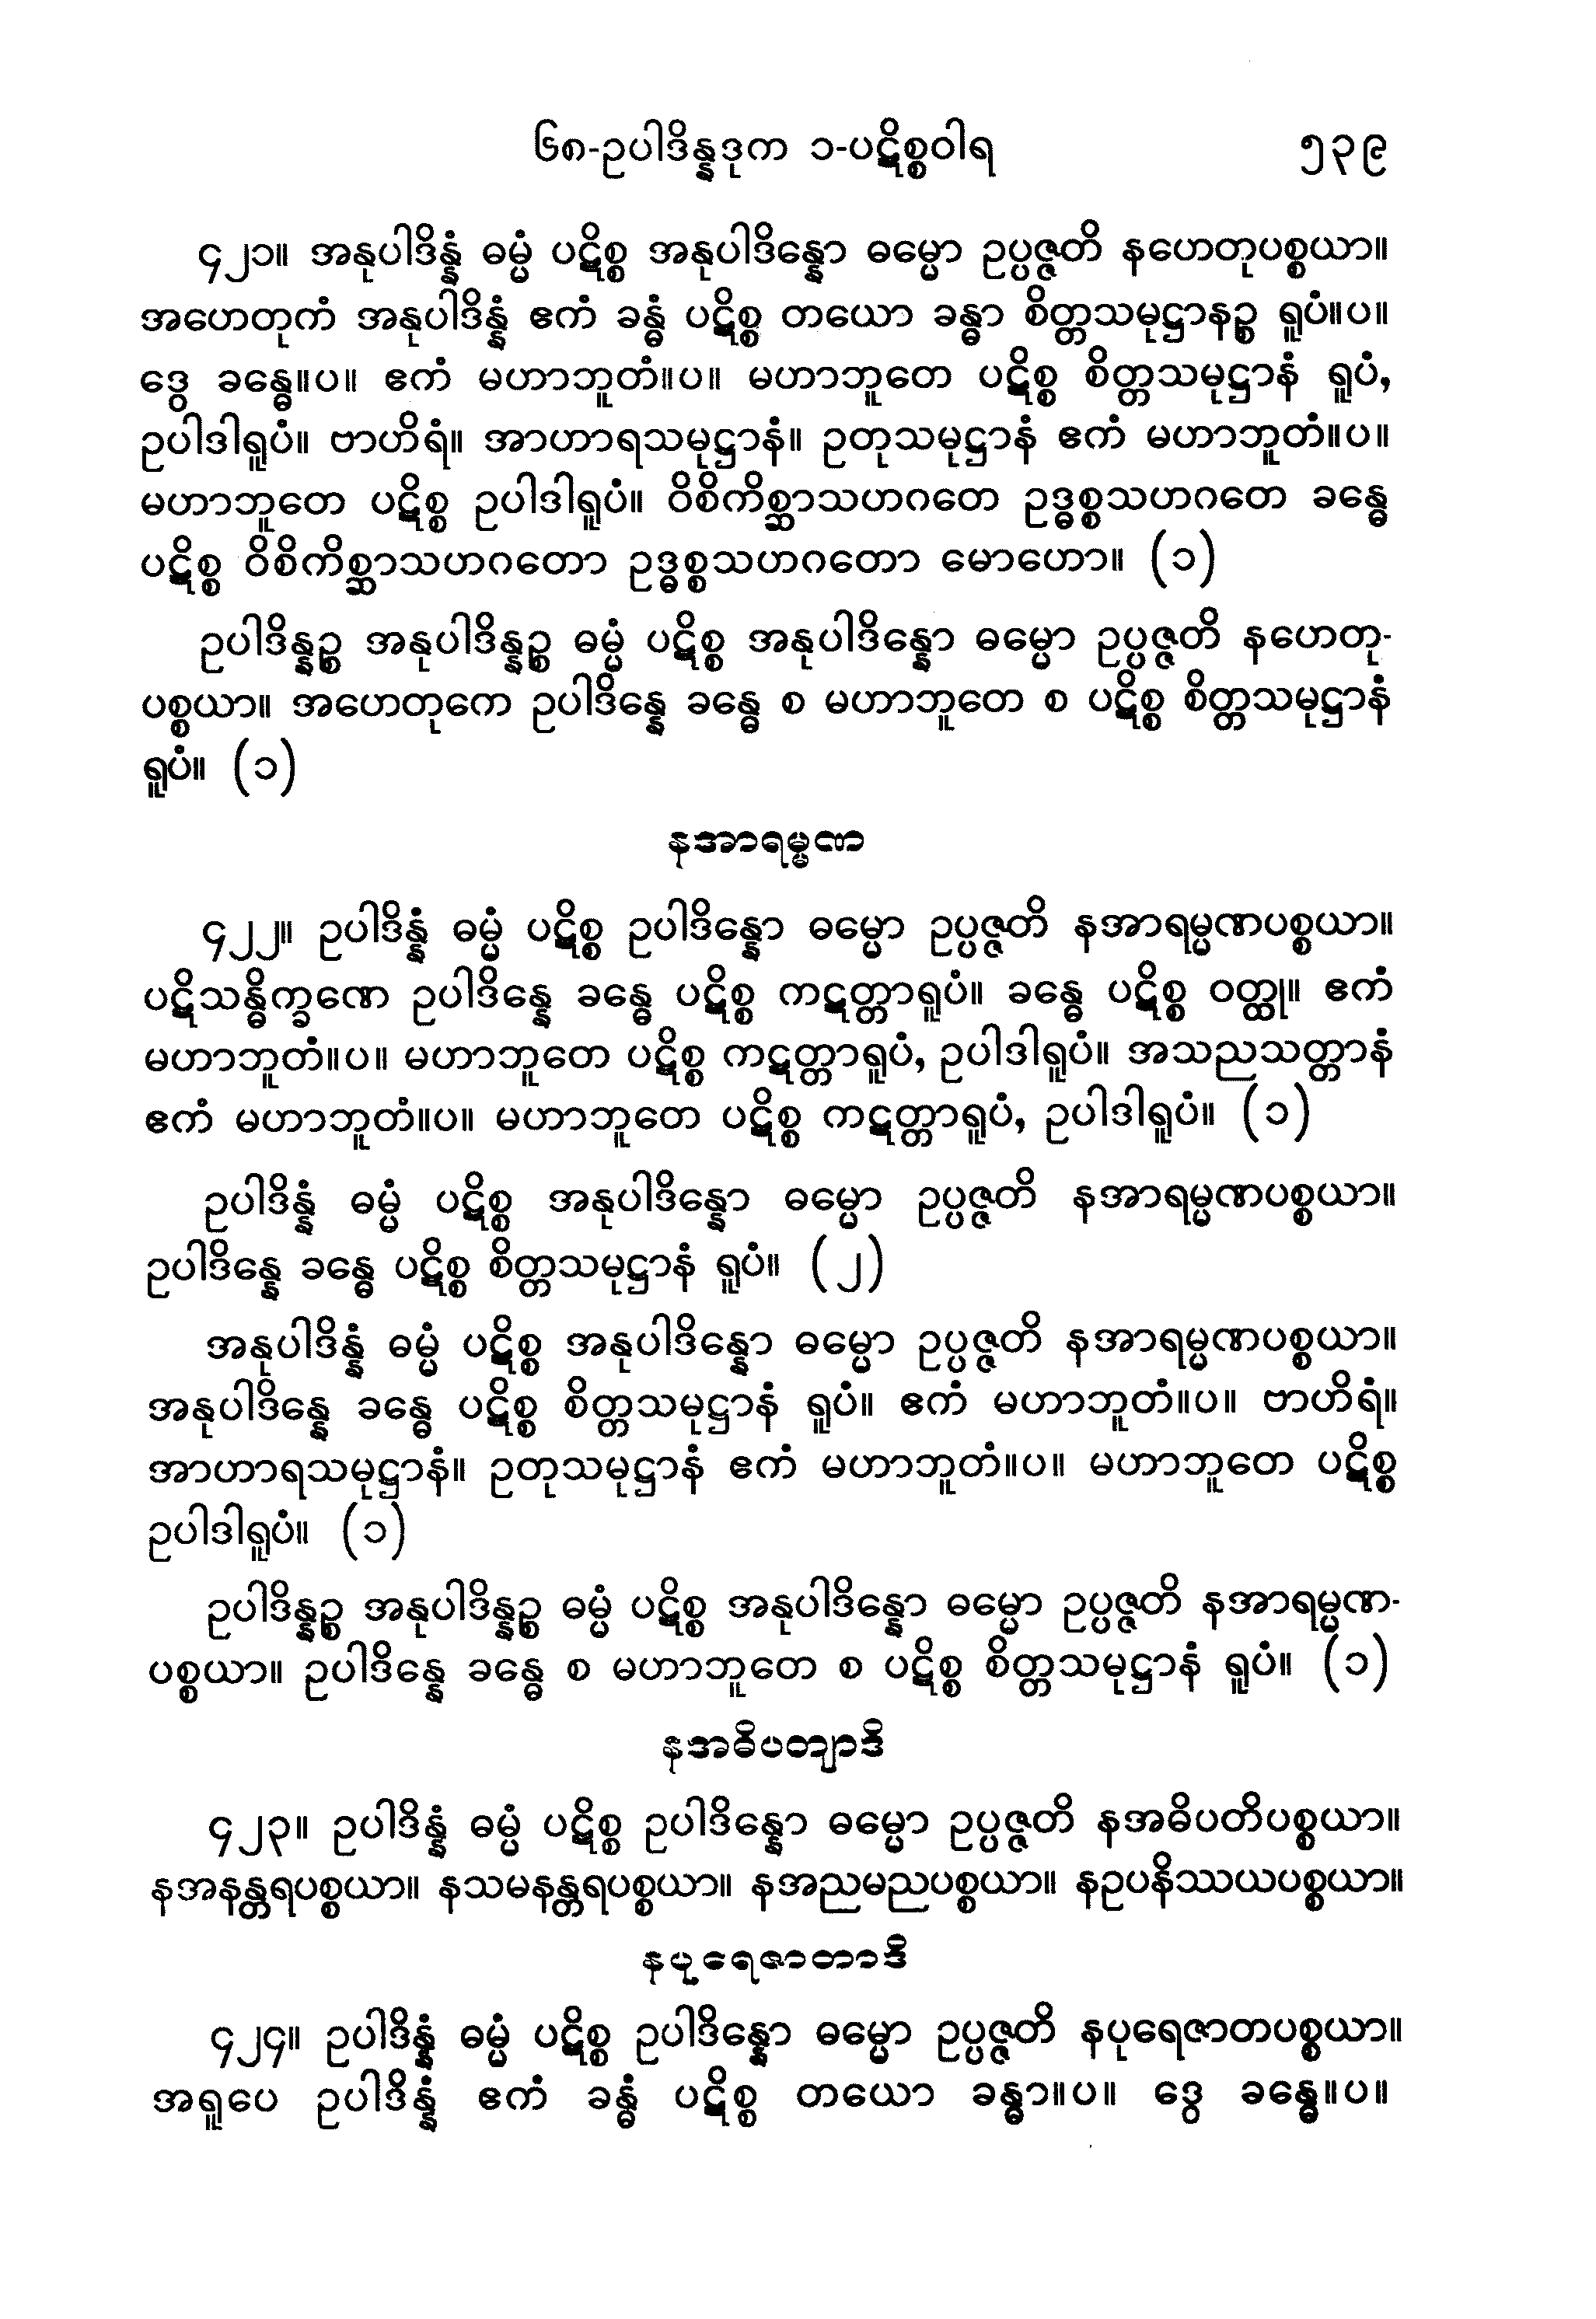 ၆၈-ဥပါဒိန္နဒုက ၁-ပဋိစ္စဝါရ ၅၃၉
၄၂၁။ အနုပါဒိန္နံ ဓမ္မံ ပဋိစ္စ အနုပါဒိန္နော ဓမ္မော ဥပ္ပဇ္ဇတိ နဟေတုပစ္စယာ။
အဟေတုကံ အနုပါဒိန္နံ ဧကံ ခန္ဓံ ပဋိစ္စ တယော ခန္ဓာ စိတ္တသမုဋ္ဌာနဉ္စ ရူပံ။ပ။
ဒွေ ခန္ဓေ။ပ။ ဧကံ မဟာဘူတံ။ပ။ မဟာဘူတေ ပဋိစ္စ စိတ္တသမုဋ္ဌာနံ ရူပံ,
ဥပါဒါရူပံ။ ဗာဟိရံ။ အာဟာရသမုဋ္ဌာနံ။ ဥတုသမုဋ္ဌာနံ ဧကံ မဟာဘူတံ။ပ။
မဟာဘူတေ ပဋိစ္စ ဥပါဒါရူပံ။ ဝိစိကိစ္ဆာသဟဂတေ ဥဒ္ဓစ္စသဟဂတေ ခန္ဓေ
ပဋိစ္စ ဝိစိကိစ္ဆာသဟဂတော ဥဒ္ဓစ္စသဟဂတော မောဟော။ (၁)
ဥပါဒိန္နဉ္စ အနုပါဒိန္နဉ္စ ဓမ္မံ ပဋိစ္စ အနုပါဒိန္နော ဓမ္မော ဥပ္ပဇ္ဇတိ နဟေတု-
ပစ္စယာ။ အဟေတုကေ ဥပါဒိန္နေ ခန္ဓေ စ မဟာဘူတေ စ ပဋိစ္စ စိတ္တသမုဋ္ဌာနံ
ရူပံ။ (၁)
နအာရမ္မဏ
၄၂၂။ ဥပါဒိန္နံ ဓမ္မံ ပဋိစ္စ ဥပါဒိန္နော ဓမ္မော ဥပ္ပဇ္ဇတိ နအာရမ္မဏပစ္စယာ။
ပဋိသန္ဓိက္ခဏေ ဥပါဒိန္နေ ခန္ဓေ ပဋိစ္စ ကဋတ္တာရူပံ။ ခန္ဓေ ပဋိစ္စ ဝတ္ထု။ ဧကံ
မဟာဘူတံ။ပ။ မဟာဘူတေ ပဋိစ္စ ကဋတ္တာရူပံ, ဥပါဒါရူပံ။ အသညသတ္တာနံ
ဧကံ မဟာဘူတံ။ပ။ မဟာဘူတေ ပဋိစ္စ ကဋတ္တာရူပံ, ဥပါဒါရူပံ။ (၁)
ဥပါဒိန္နံ ဓမ္မံ ပဋိစ္စ အနုပါဒိန္နော ဓမ္မော ဥပ္ပဇ္ဇတိ နအာရမ္မဏပစ္စယာ။
ဥပါဒိန္နေ ခန္ဓေ ပဋိစ္စ စိတ္တသမုဋ္ဌာနံ ရူပံ။ (၂)
အနုပါဒိန္နံ ဓမ္မံ ပဋိစ္စ အနုပါဒိန္နော ဓမ္မော ဥပ္ပဇ္ဇတိ နအာရမ္မဏပစ္စယာ။
အနုပါဒိန္နေ ခန္ဓေ ပဋိစ္စ စိတ္တသမုဋ္ဌာနံ ရူပံ။ ဧကံ မဟာဘူတံ။ပ။ ဗာဟိရံ။
အာဟာရသမုဋ္ဌာနံ။ ဥတုသမုဋ္ဌာနံ ဧကံ မဟာဘူတံ။ပ။ မဟာဘူတေ ပဋိစ္စ
ဥပါဒါရူပံ။ (၁)
ဥပါဒိန္နဉ္စ အနုပါဒိန္နဉ္စ ဓမ္မံ ပဋိစ္စ အနုပါဒိန္နော ဓမ္မော ဥပ္ပဇ္ဇတိ နအာရမ္မဏ-
ပစ္စယာ။ ဥပါဒိန္နေ ခန္ဓေ စ မဟာဘူတေ စ ပဋိစ္စ စိတ္တသမုဋ္ဌာနံ ရူပံ။ (၁)
နအဓိပတျာဒိ
၄၂၃။ ဥပါဒိန္နံ ဓမ္မံ ပဋိစ္စ ဥပါဒိန္နော ဓမ္မော ဥပ္ပဇ္ဇတိ နအဓိပတိပစ္စယာ။
နအနန္တရပစ္စယာ။ နသမနန္တရပစ္စယာ။ နအညမညပစ္စယာ။ နဥပနိဿယပစ္စယာ။
နပုရေဇာတာဒိ
၄၂၄။ ဥပါဒိန္နံ ဓမ္မံ ပဋိစ္စ ဥပါဒိန္နော ဓမ္မော ဥပ္ပဇ္ဇတိ နပုရေဇာတပစ္စယာ။
အရူပေ ဥပါဒိန္နံ ဧကံ ခန္ဓံ ပဋိစ္စ တယော ခန္ဓာ။ပ။ ဒွေ ခန္ဓေ။ပ။